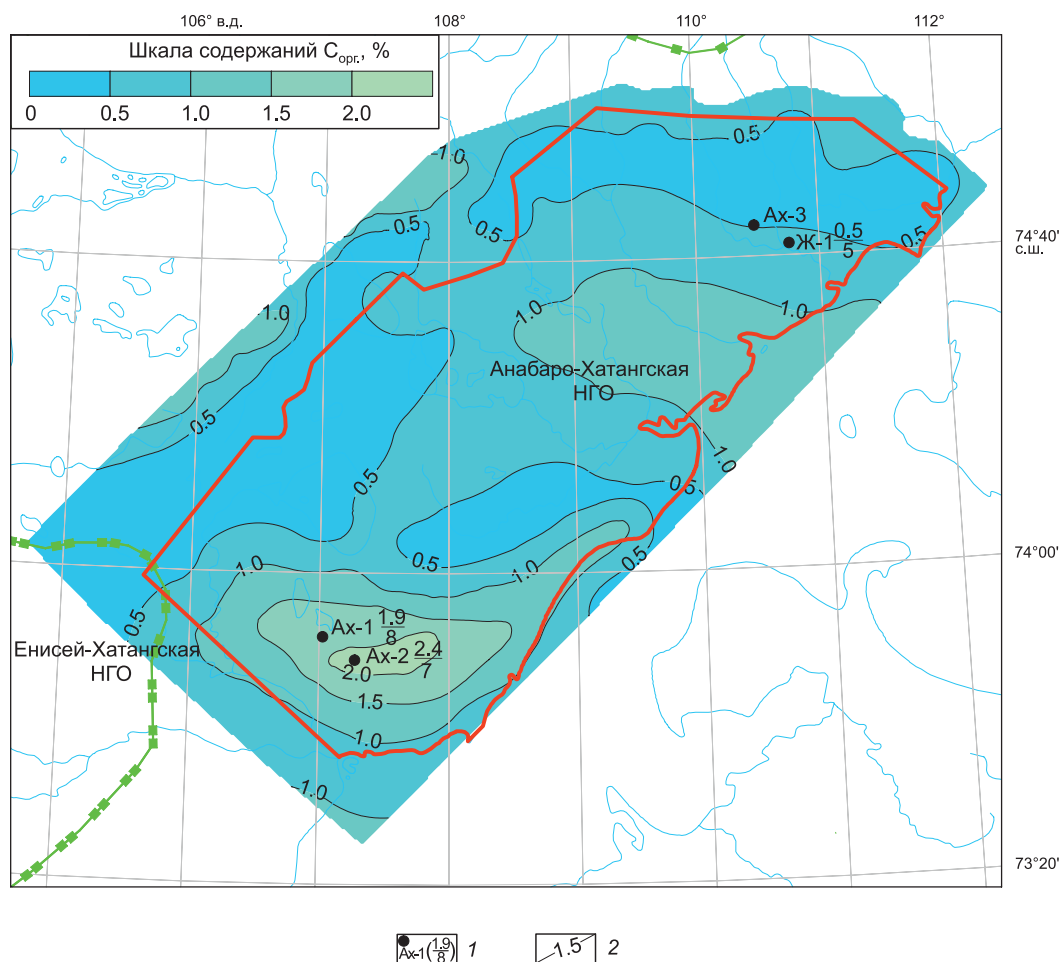 106° в.д.
108°
110°
112°
Шкала содержаний Cорг., %
0
0.5
1.0
1.5
2.0
1.0
0.5
0.5
0.5
Ах-3
Ж-1 0.5/5
0.5
74°40'
с.ш.
1.0
1.0
1.0
Анабаро-Хатангская
НГО
0.5
1.0
0.5
0.5
0.5
1.0
1.0
0.5
74°00'
0.5
Ах-1 1.9/8
Енисей-Хатангская
НГО
Ах-2 2.4/7
2.0
1.5
1.0
1.0
73°20'
Ах-1(1.9/8) 1
1.5 2